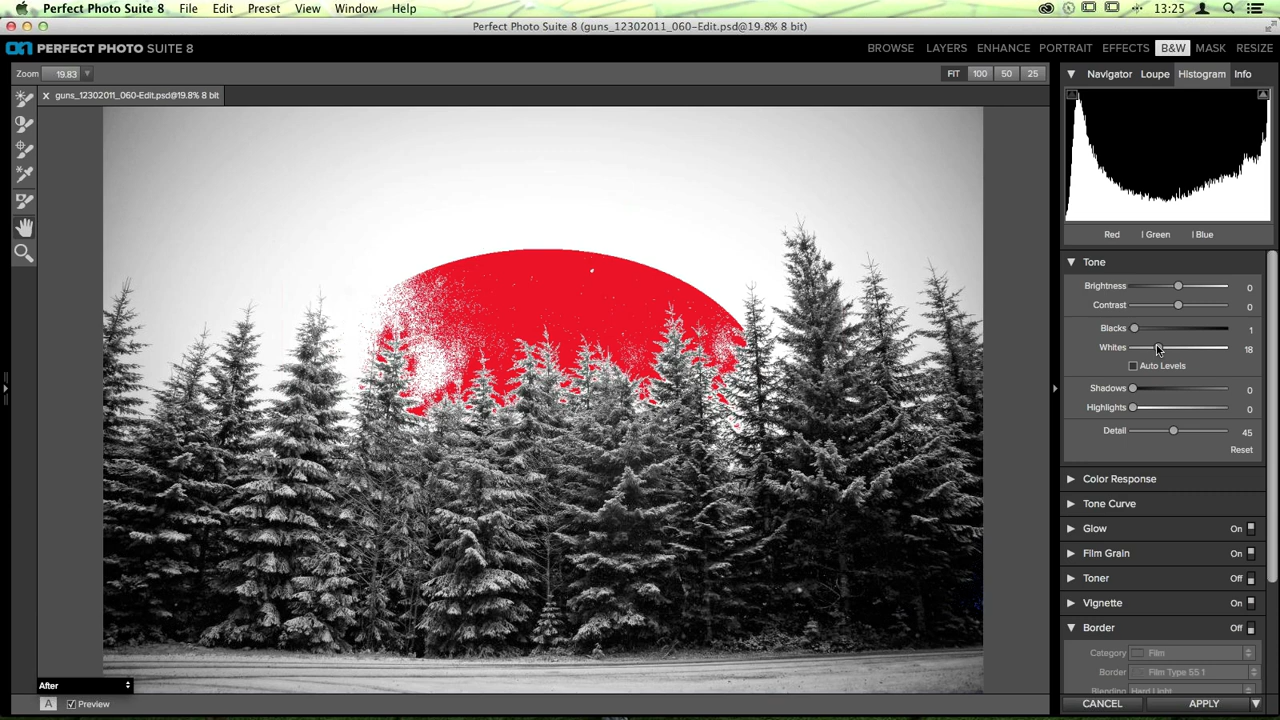 Perfect Photo Suite 8 File Edit Preset View Window Help 13:25
Perfect Photo Suite 8 (guns_12302011_060-Edit.psd@19.8% 8 bit)
on PERFECT PHOTO SUITE 8 BROWSE LAYERS ENHANCE PORTRAIT EFFECTS B&W MASK RESIZE
Zoom 19.83 FIT 100 50 25
Navigator Loupe Histogram Info
x guns_12302011_060-Edit.psd@19.8% 8 bit
Red | Green | Blue
Tone
Brightness 0
Contrast 0
Blacks 1
Whites 18
Auto Levels
Shadows 0
Highlights 0
Detail 45
Reset
Color Response
Tone Curve
Glow On
Film Grain On
Toner Off
Vignette On
Border Off
Category Film
Border Film Type 55 1
Blending Hard Light
After
A Preview
CANCEL APPLY